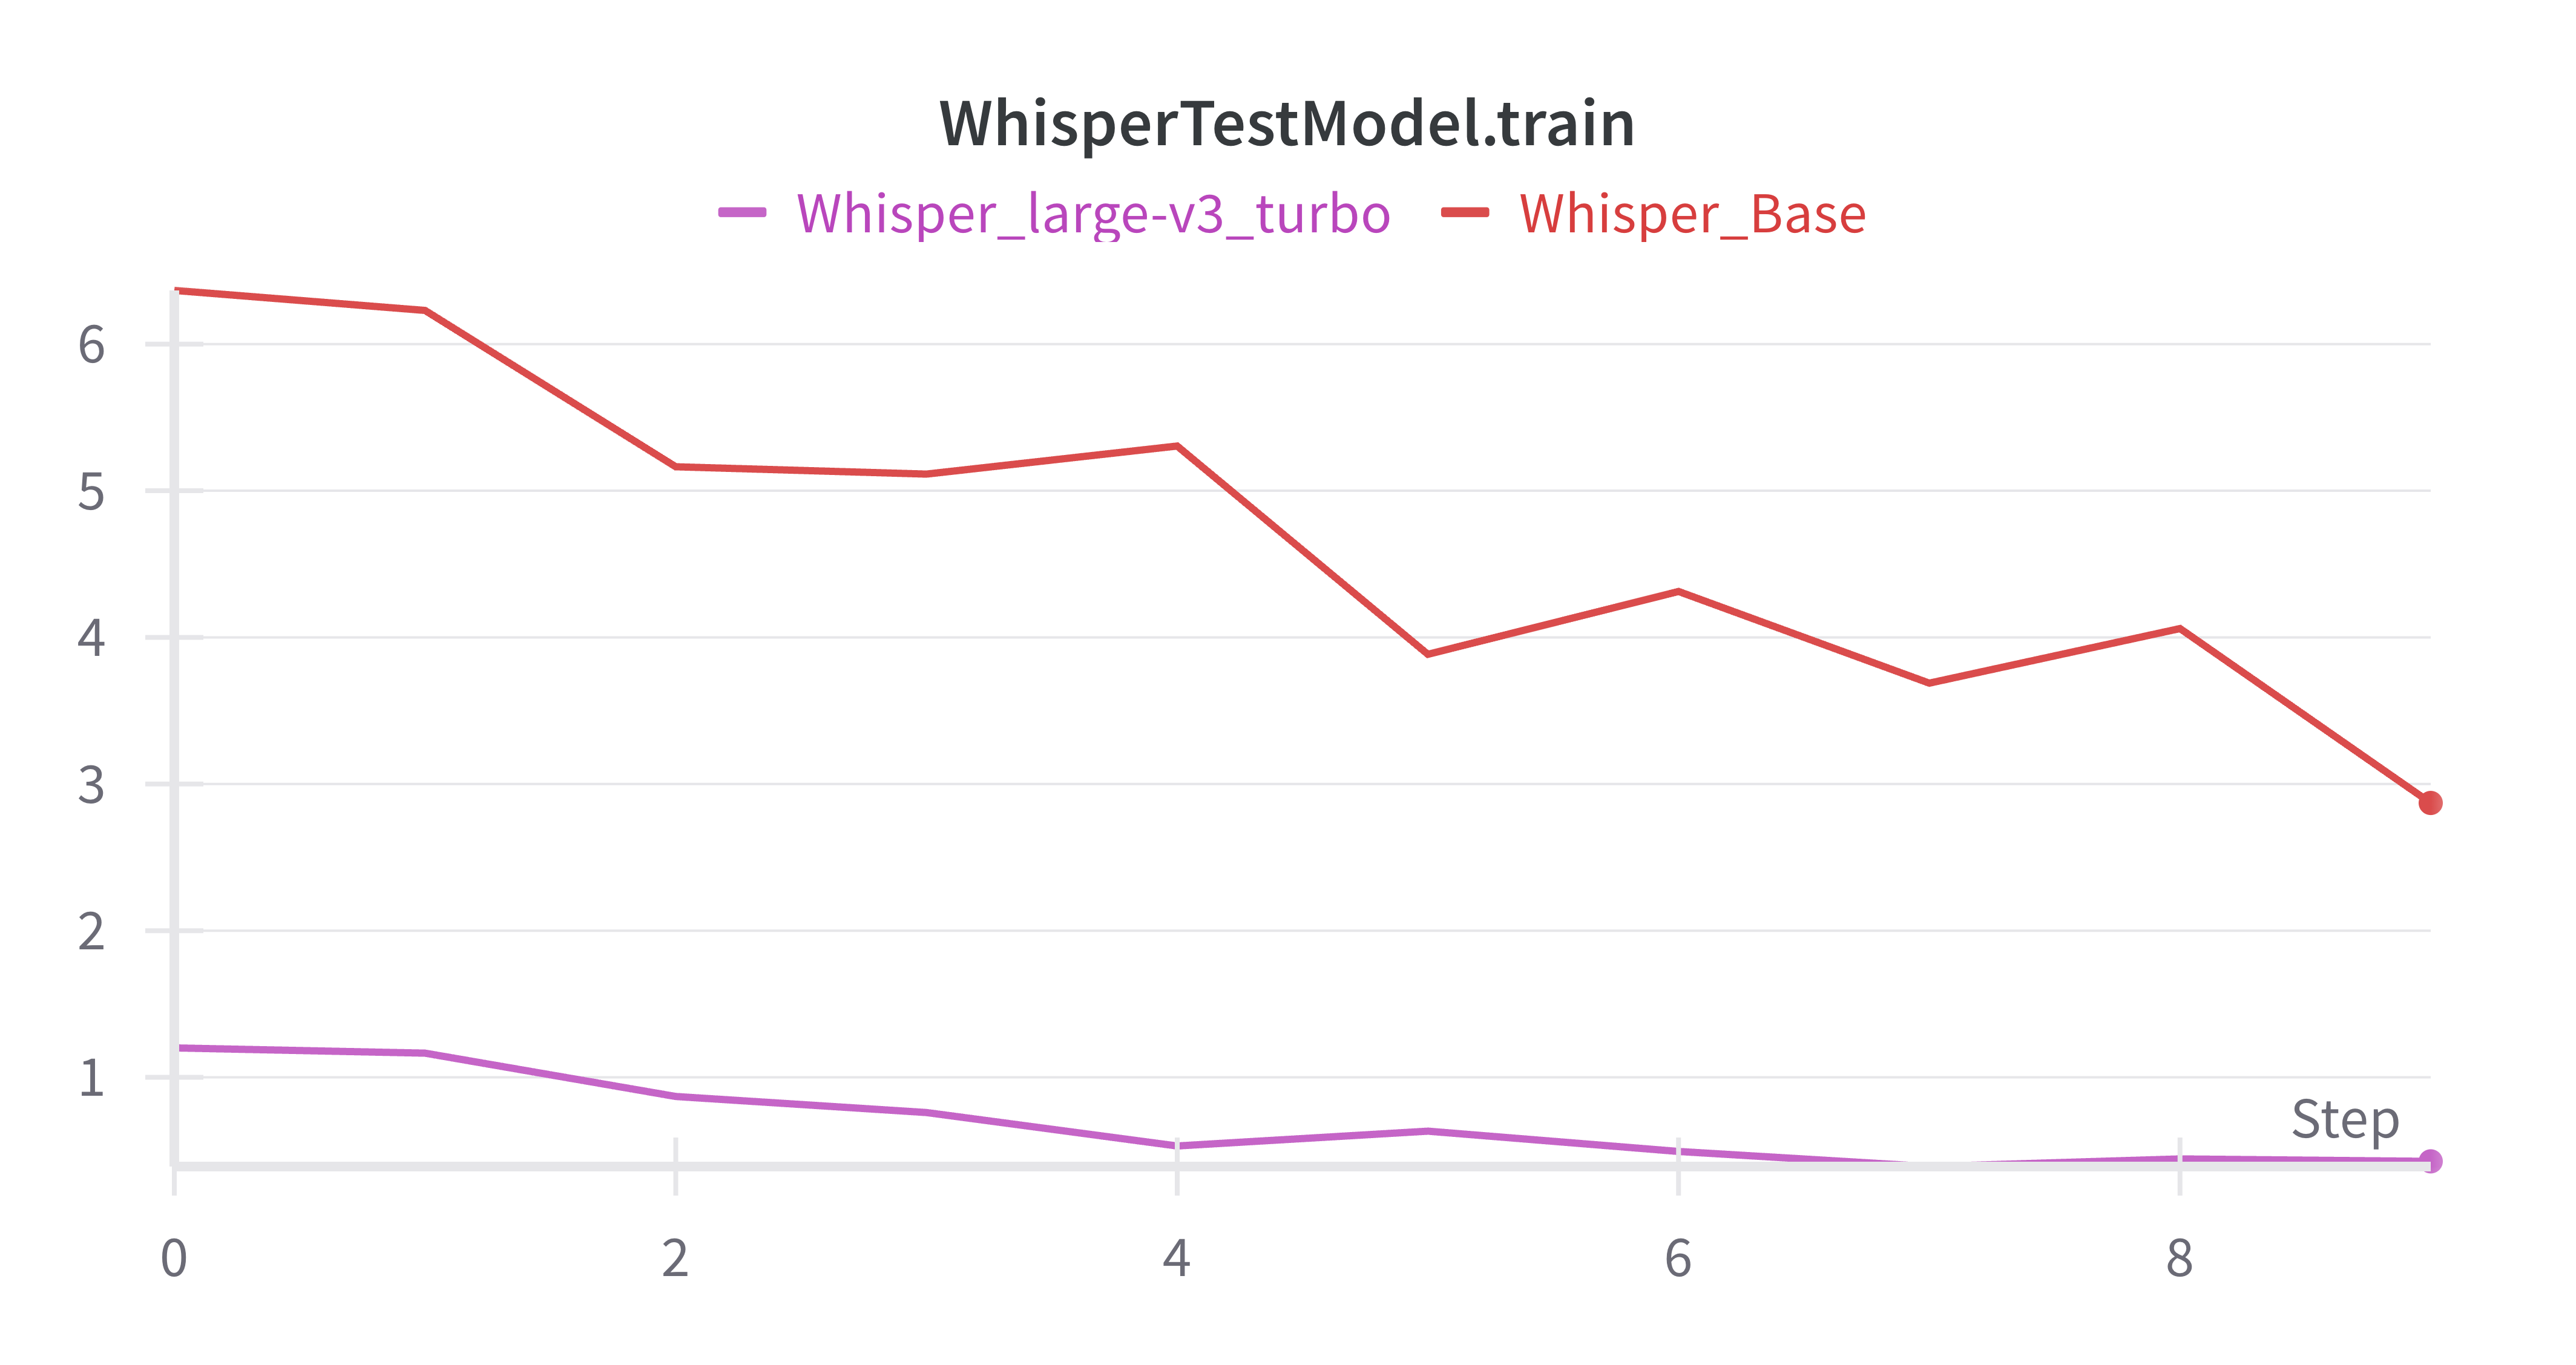 WhisperTestModel.train
Whisper_large-v3_turbo Whisper_Base
6
5
4
3
2
1
Step
0 2 4 6 8